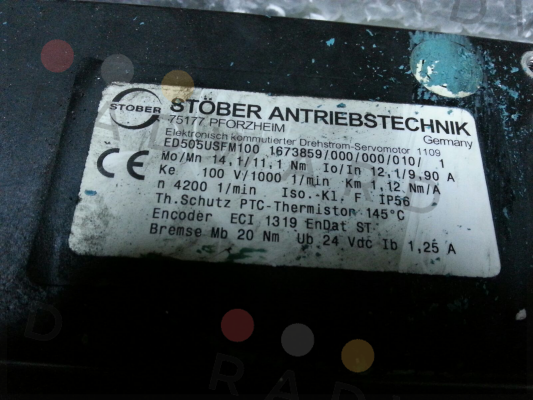 STOBER
STÖBER ANTRIEBSTECHNIK
75177 PFORZHEIM Germany
Elektronisch kommutierter Drehstrom-Servomotor 1109
ED505USFM100 1673859/000/000/010/ 1
Mo/Mn 14,1/11,1 Nm Io/In 12,1/9,90 A
Ke 100 V/1000 1/min Km 1,12 Nm/A
n 4200 1/min Iso.-Kl. F IP56
Th.Schutz PTC-Thermistor 145°C
Encoder ECI 1319 EnDat ST
Bremse Mb 20 Nm Ub 24 Vdc Ib 1,25 A
CE